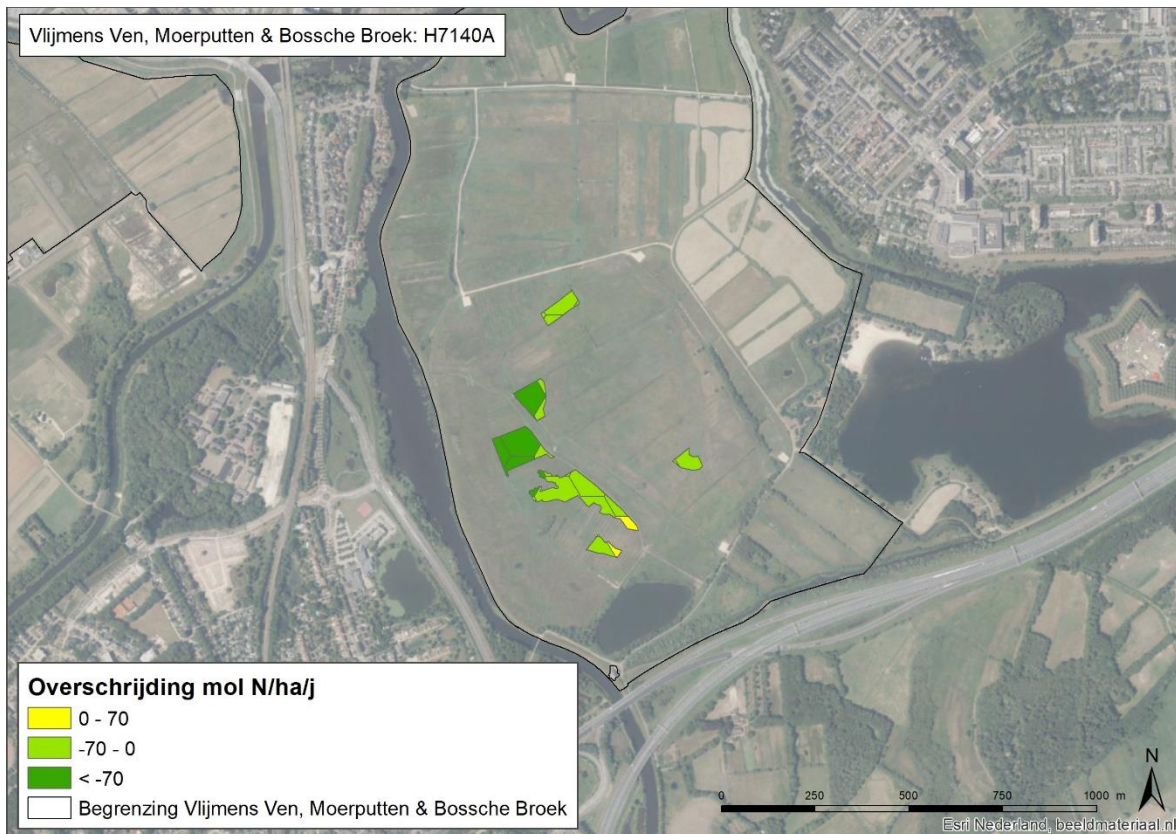 Vlijmens Ven, Moerputten & Bossche Broek: H7140A
Overschrijding mol N/ha/j
0 - 70
-70 - 0
< -70
Begrenzing Vlijmens Ven, Moerputten & Bossche Broek
N
0 250 500 750 1000 m
Esri Nederland, beeldmateriaal.nl